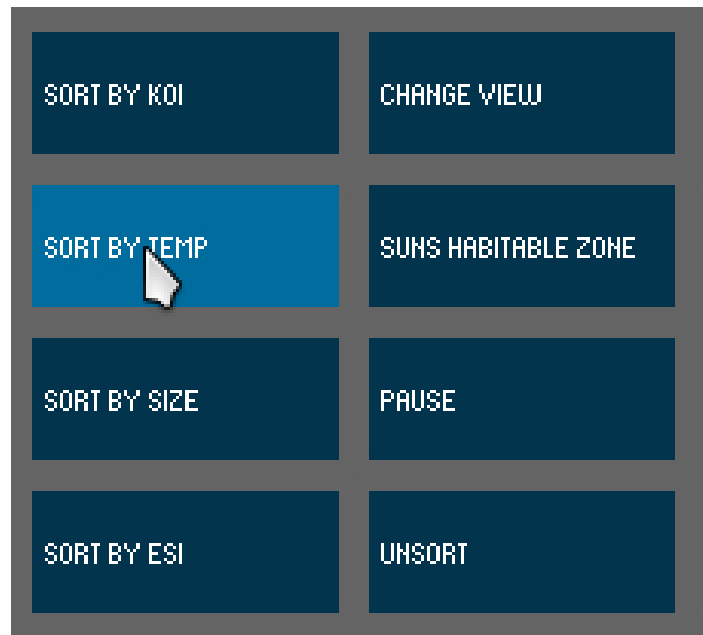 SORT BY KOI
CHANGE VIEW
SORT BY TEMP
SUNS HABITABLE ZONE
SORT BY SIZE
PAUSE
SORT BY ESI
UNSORT